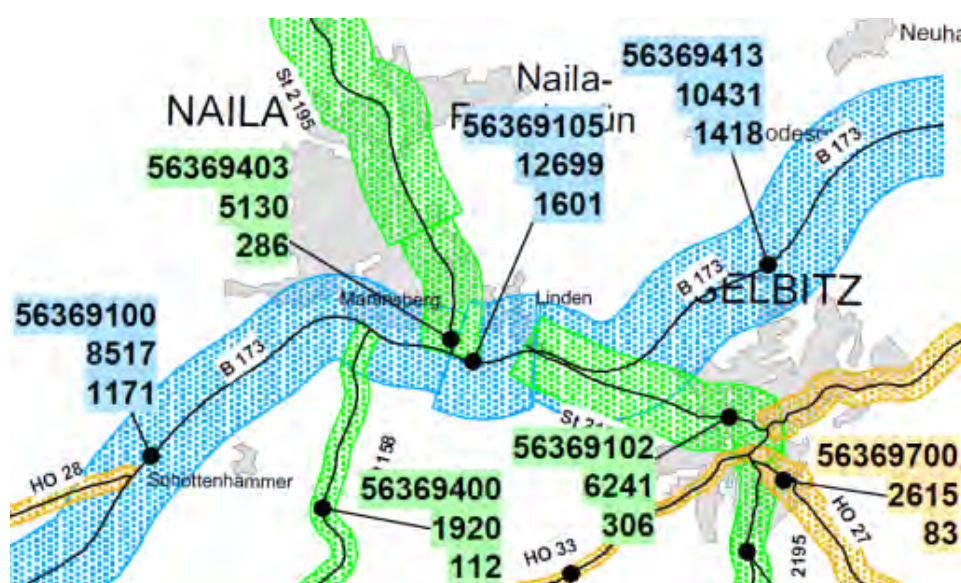 Neuha
56369413
10431
1418
Naila-
St 2195
NAILA
56369105
12699
1601
B 173
56369403
5130
286
B 173
SELBITZ
Martinsberg
Linden
56369100
8517
1171
B 173
56369102
6241
306
56369700
2615
83
HO 28
Schottenhammer
56369400
1920
112
HO 33
HO 27
2195